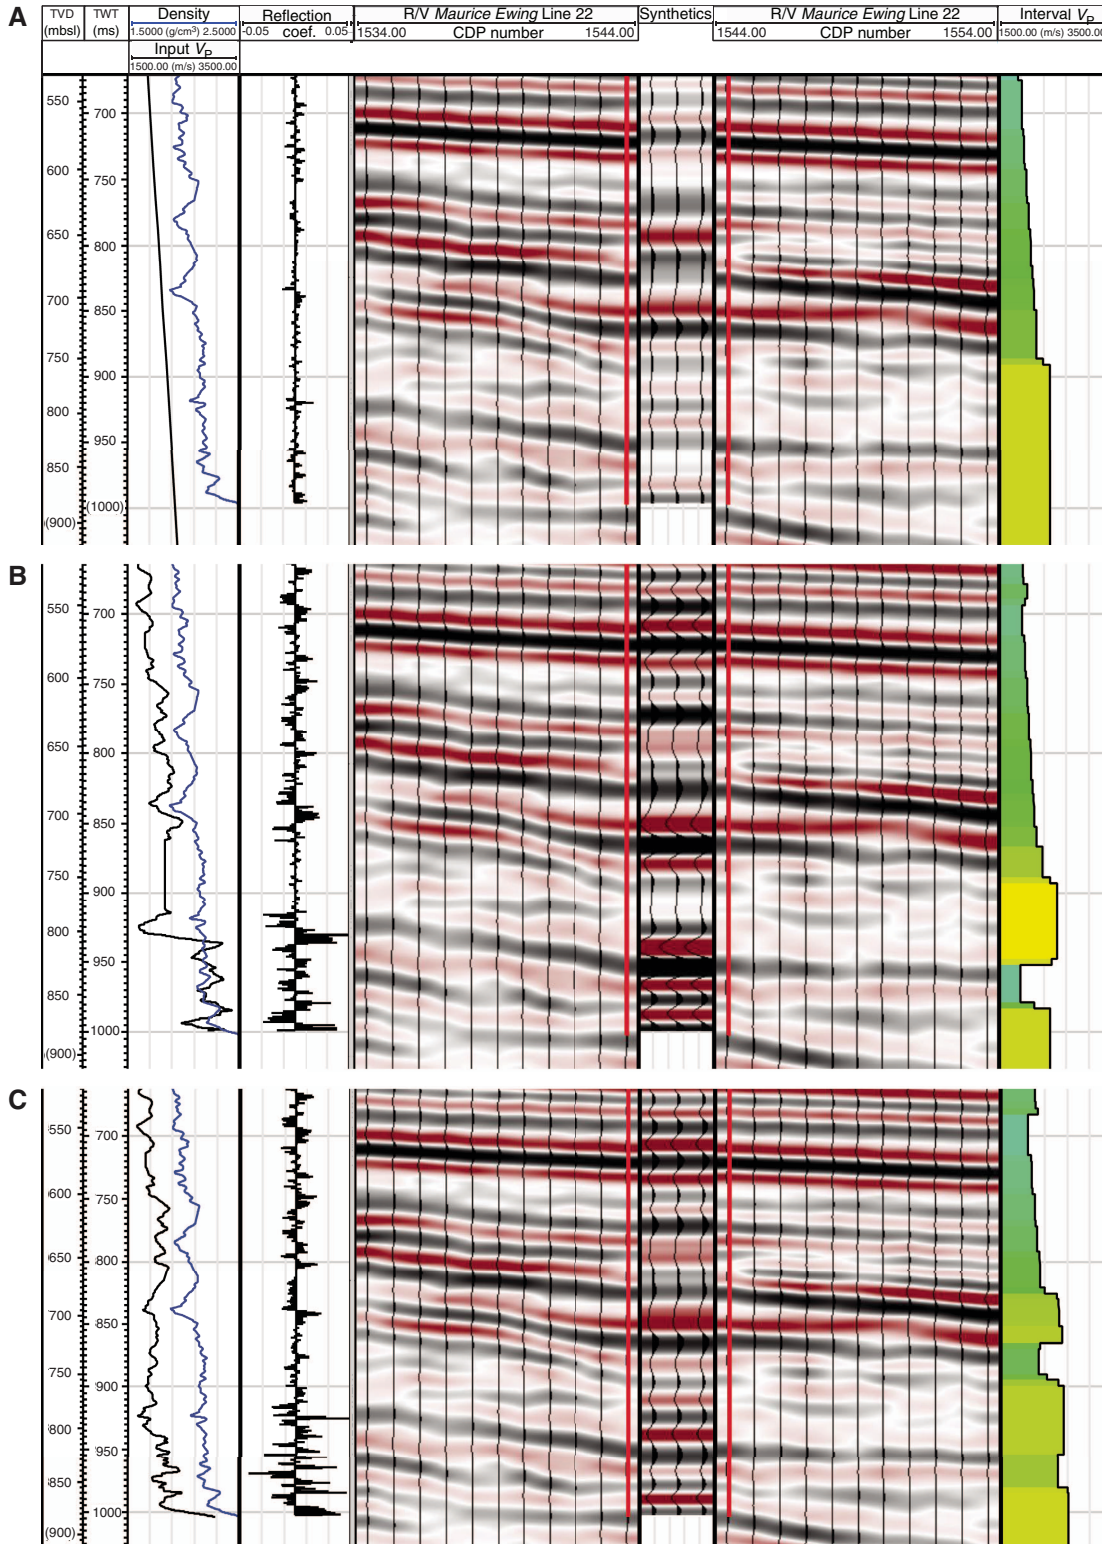 A
TVD
(mbsl)
TWT
(ms)
Density
1.5000 (g/cm³) 2.5000
Input VP
1500.00 (m/s) 3500.00
Reflection
-0.05 coef. 0.05
R/V Maurice Ewing Line 22
1534.00 CDP number 1544.00
Synthetics
R/V Maurice Ewing Line 22
1544.00 CDP number 1554.00
Interval VP
1500.00 (m/s) 3500.00
550
600
650
700
750
800
850
(900)
700
750
800
850
900
950
(1000)
B
550
600
650
700
750
800
850
(900)
700
750
800
850
900
950
1000
C
550
600
650
700
750
800
850
(900)
700
750
800
850
900
950
1000